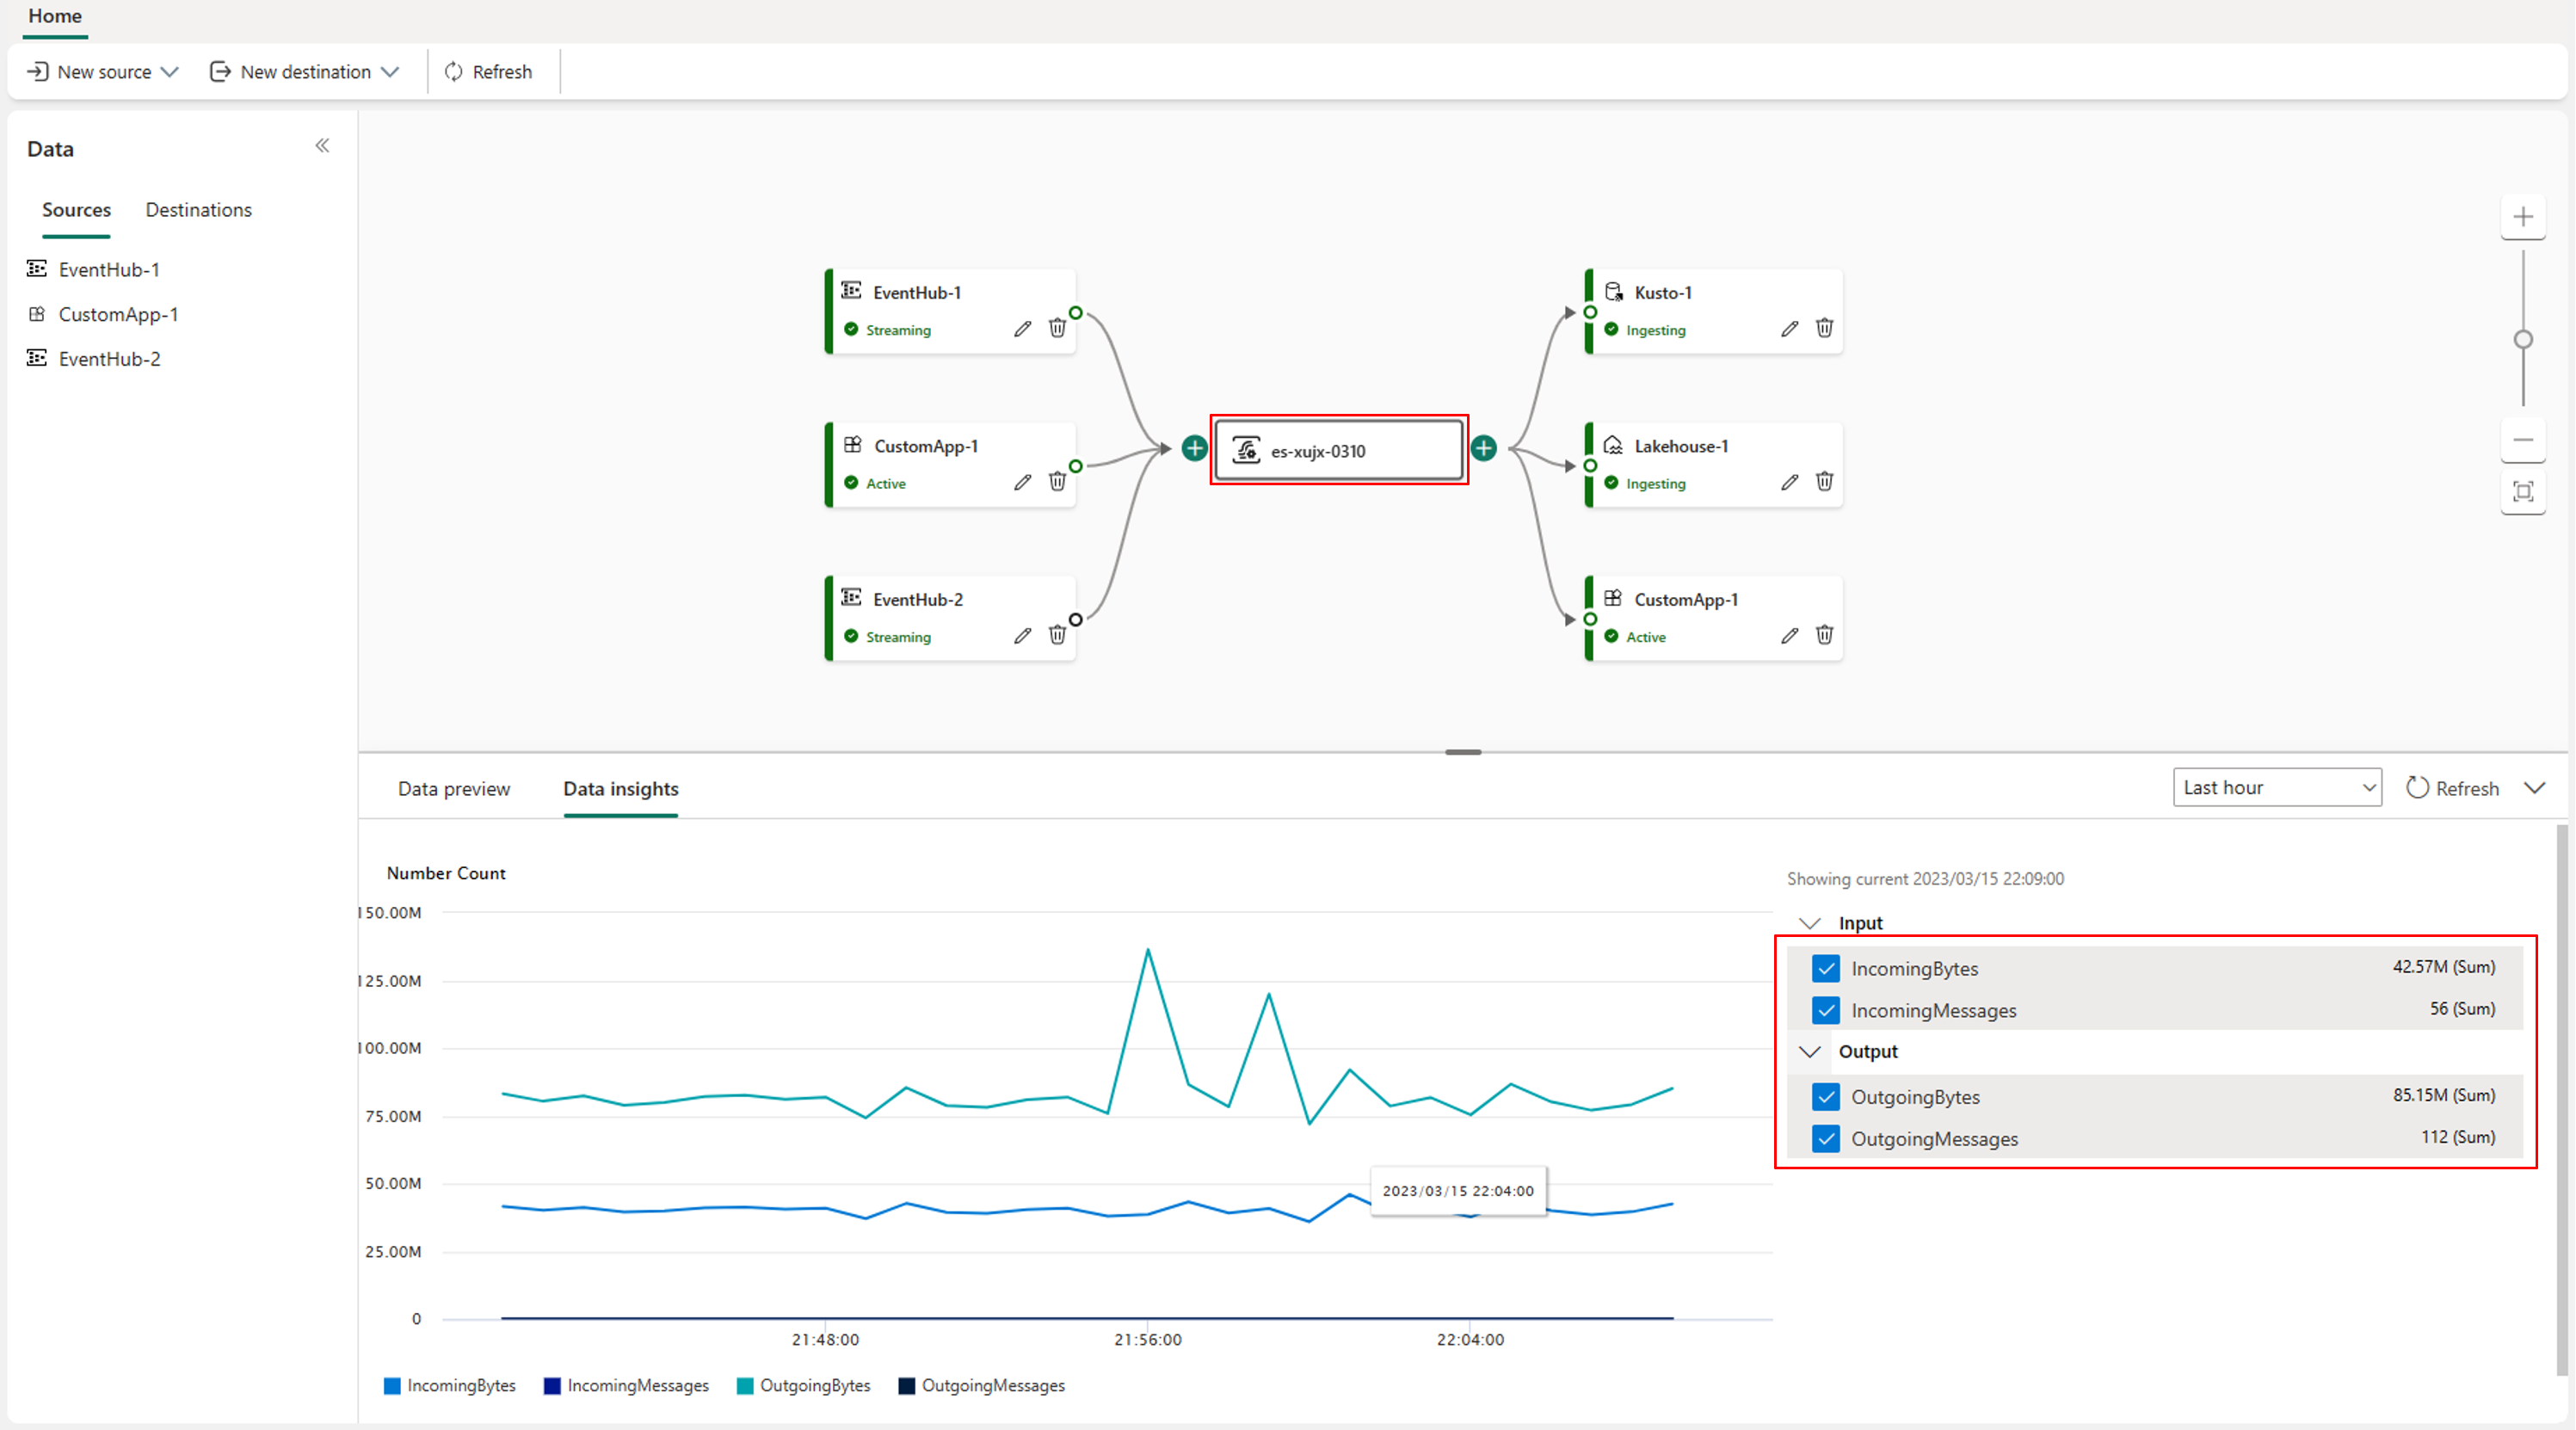 Home
New source
New destination
Refresh
Data
Sources
Destinations
EventHub-1
CustomApp-1
EventHub-2
EventHub-1
Streaming
CustomApp-1
Active
EventHub-2
Streaming
es-xujx-0310
Kusto-1
Ingesting
Lakehouse-1
Ingesting
CustomApp-1
Active
Data preview
Data insights
Last hour
Refresh
Number Count
150.00M
125.00M
100.00M
75.00M
50.00M
25.00M
0
21:48:00
21:56:00
22:04:00
2023/03/15 22:04:00
IncomingBytes
IncomingMessages
OutgoingBytes
OutgoingMessages
Showing current 2023/03/15 22:09:00
Input
IncomingBytes 42.57M (Sum)
IncomingMessages 56 (Sum)
Output
OutgoingBytes 85.15M (Sum)
OutgoingMessages 112 (Sum)